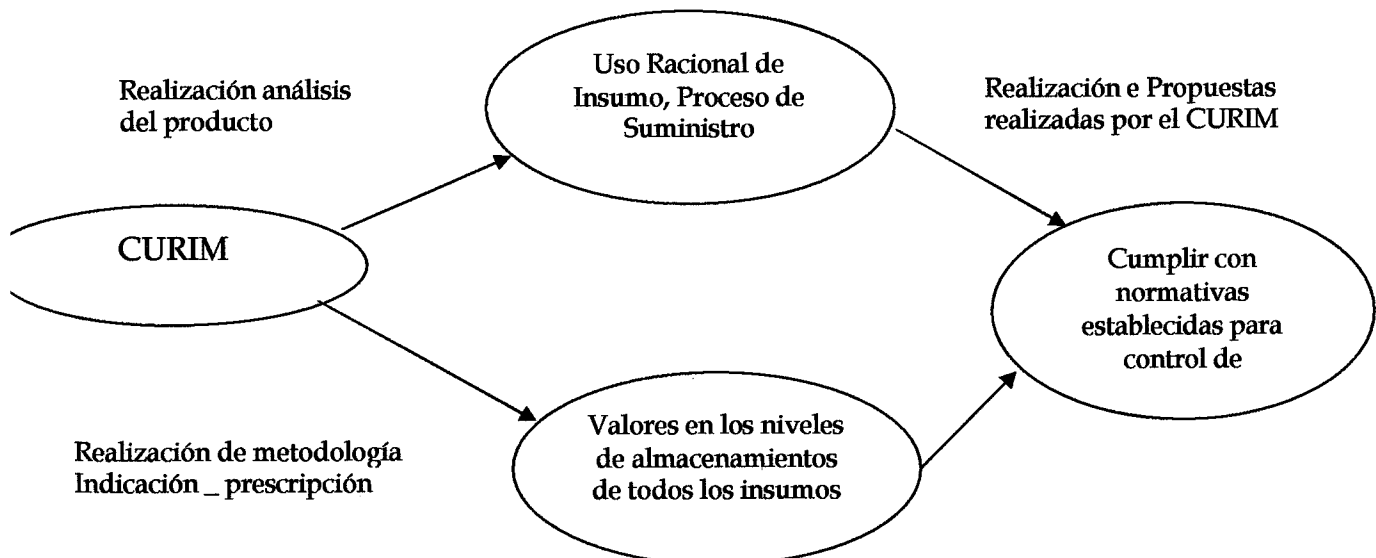 Uso Racional de
Insumo, Proceso de
Suministro
Realización análisis
del producto
Realización e Propuestas
realizadas por el CURIM
CURIM
Cumplir con
normativas
establecidas para
control de
Valores en los niveles
de almacenamientos
de todos los insumos
Realización de metodología
Indicación _ prescripción